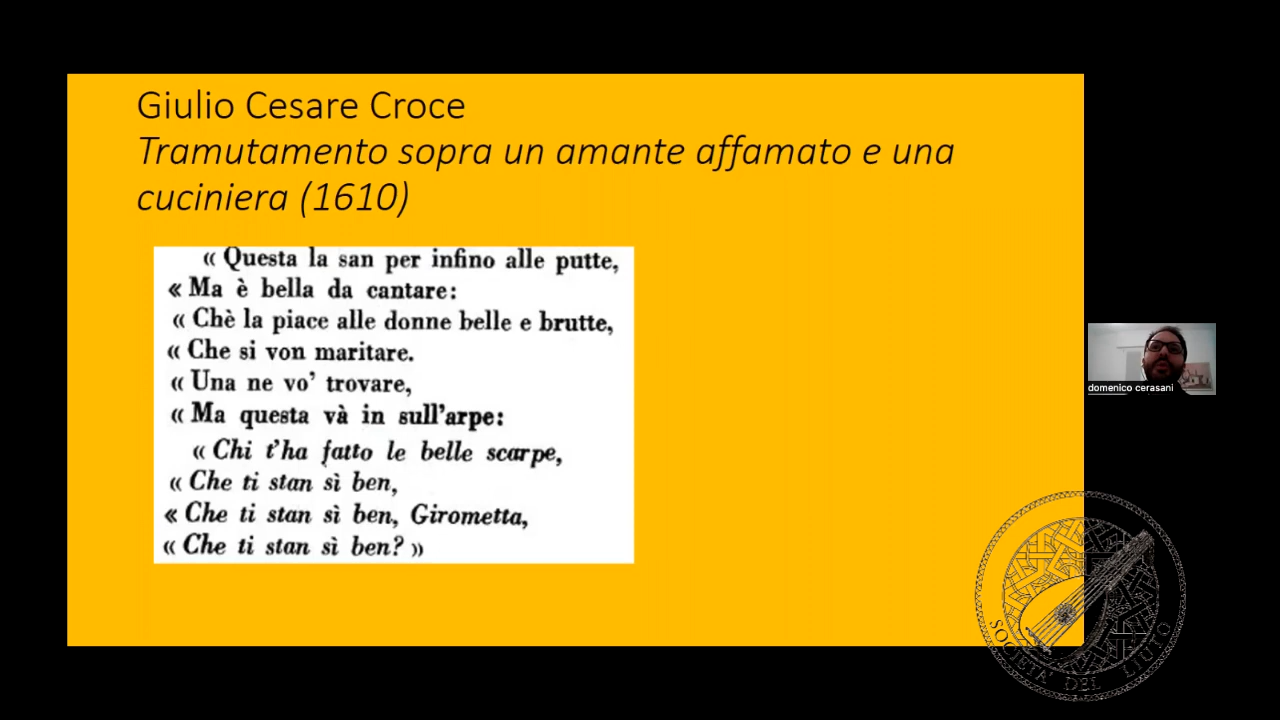 Giulio Cesare Croce
Tramutamento sopra un amante affamato e una
cuciniera (1610)
« Questa la san per infino alle putte,
« Ma è bella da cantare:
« Chè la piace alle donne belle e brutte,
« Che si von maritare.
« Una ne vo’ trovare,
« Ma questa và in sull’arpe:
« Chi t’ha fatto le belle scarpe,
« Che ti stan sì ben,
« Che ti stan sì ben, Girometta,
« Che ti stan sì ben? »
domenico cerasani
SOCIETA' DEL LIUTO